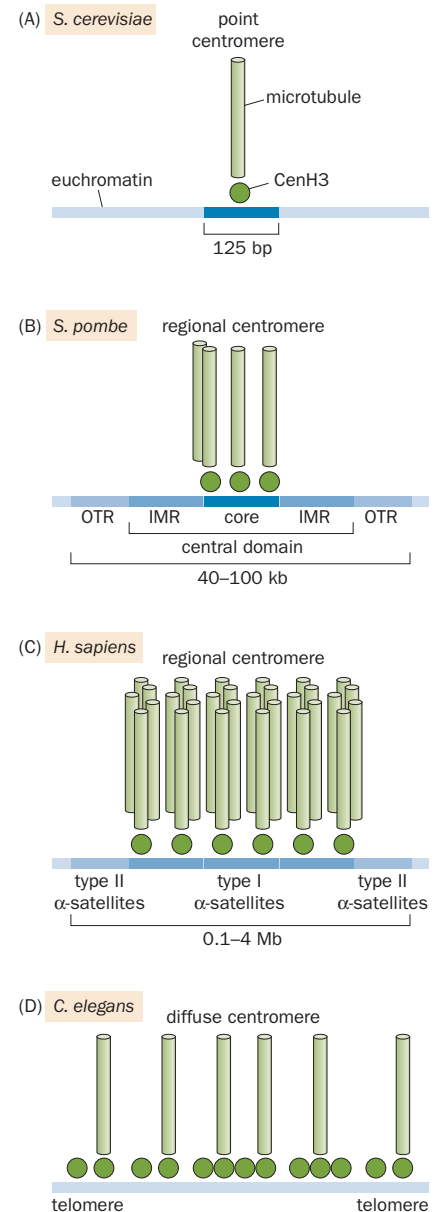 (A) S. cerevisiae
point
centromere
microtubule
euchromatin
CenH3
125 bp
(B) S. pombe
regional centromere
OTR IMR core IMR OTR
central domain
40–100 kb
(C) H. sapiens
regional centromere
type II type I type II
α-satellites α-satellites α-satellites
0.1–4 Mb
(D) C. elegans
diffuse centromere
telomere telomere